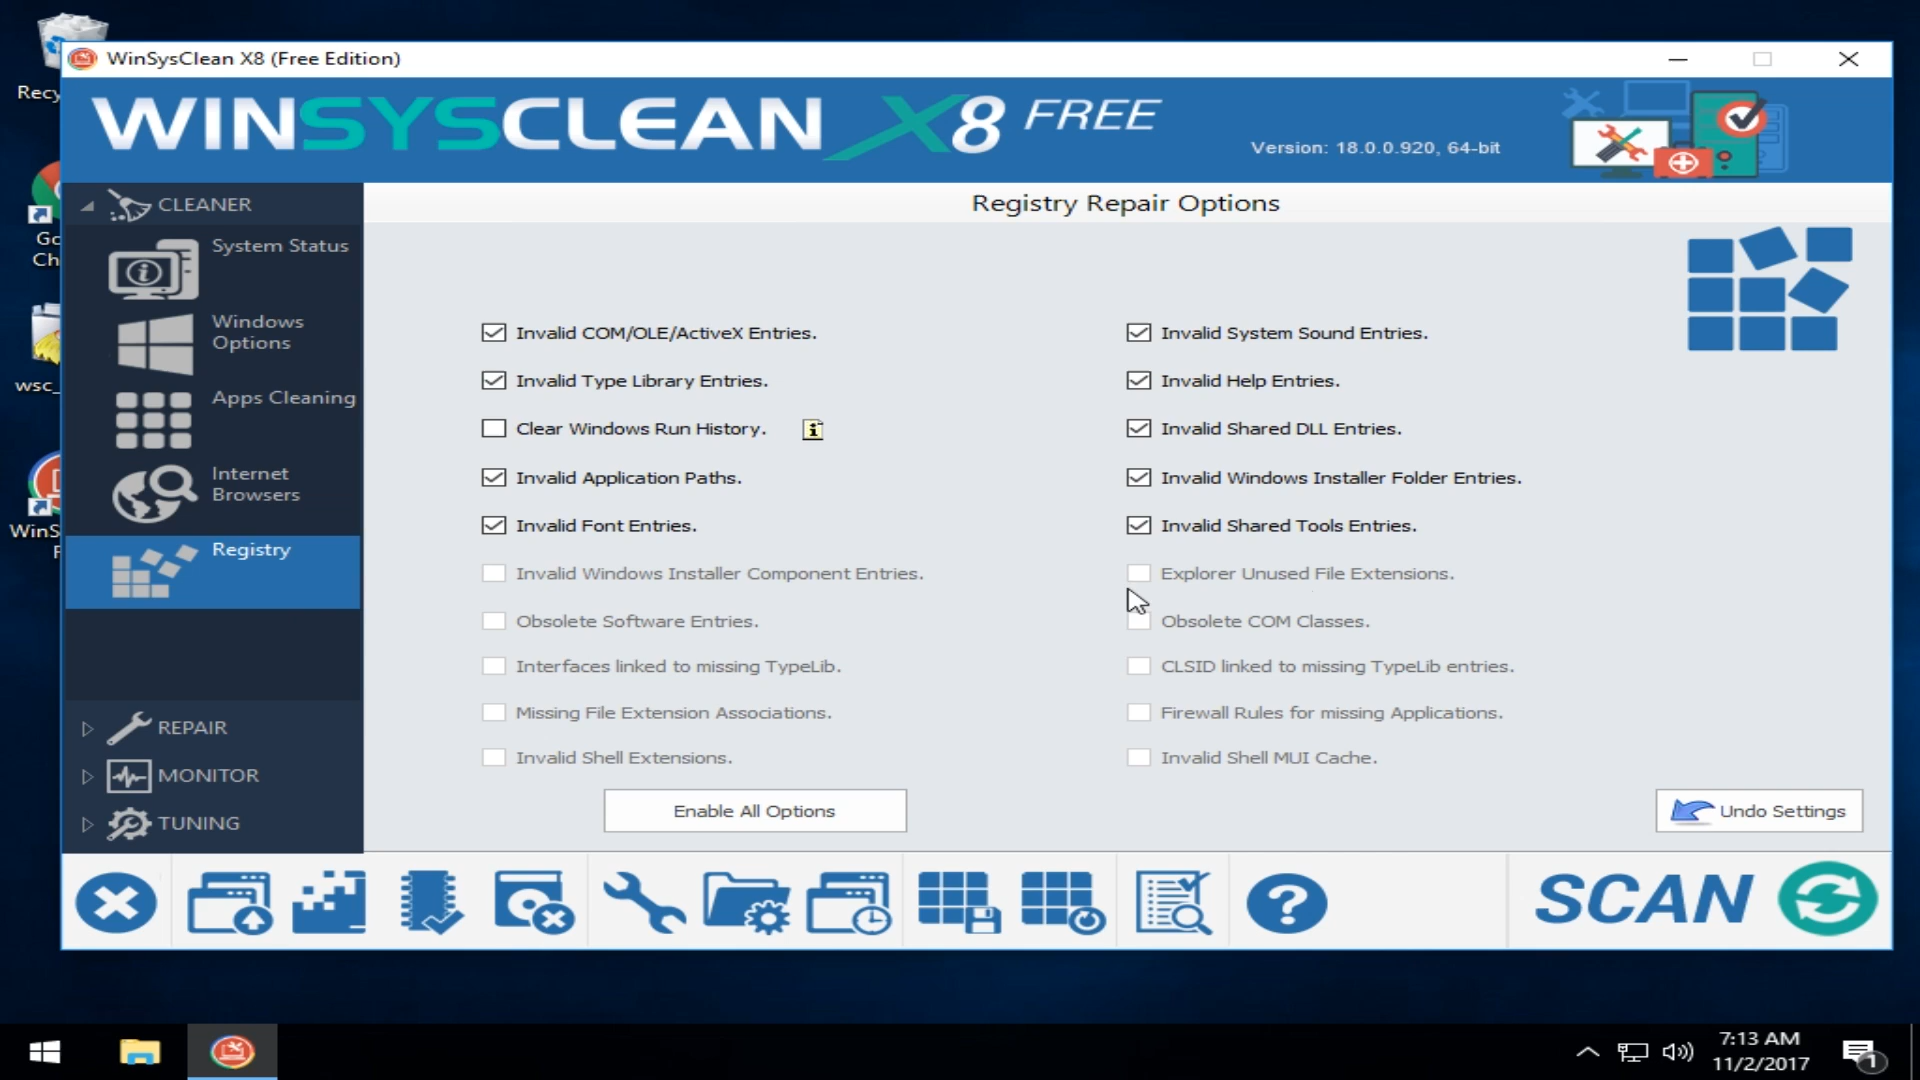 Recy
WinSysClean X8 (Free Edition)
WINSYSCLEAN X8 FREE
Version: 18.0.0.920, 64-bit
Go
Ch
wsc_
WinS
F
CLEANER
System Status
Windows
Options
Apps Cleaning
Internet
Browsers
Registry
REPAIR
MONITOR
TUNING
Registry Repair Options
Invalid COM/OLE/ActiveX Entries.
Invalid Type Library Entries.
Clear Windows Run History.
Invalid Application Paths.
Invalid Font Entries.
Invalid Windows Installer Component Entries.
Obsolete Software Entries.
Interfaces linked to missing TypeLib.
Missing File Extension Associations.
Invalid Shell Extensions.
Invalid System Sound Entries.
Invalid Help Entries.
Invalid Shared DLL Entries.
Invalid Windows Installer Folder Entries.
Invalid Shared Tools Entries.
Explorer Unused File Extensions.
Obsolete COM Classes.
CLSID linked to missing TypeLib entries.
Firewall Rules for missing Applications.
Invalid Shell MUI Cache.
Enable All Options
Undo Settings
SCAN
7:13 AM
11/2/2017
1